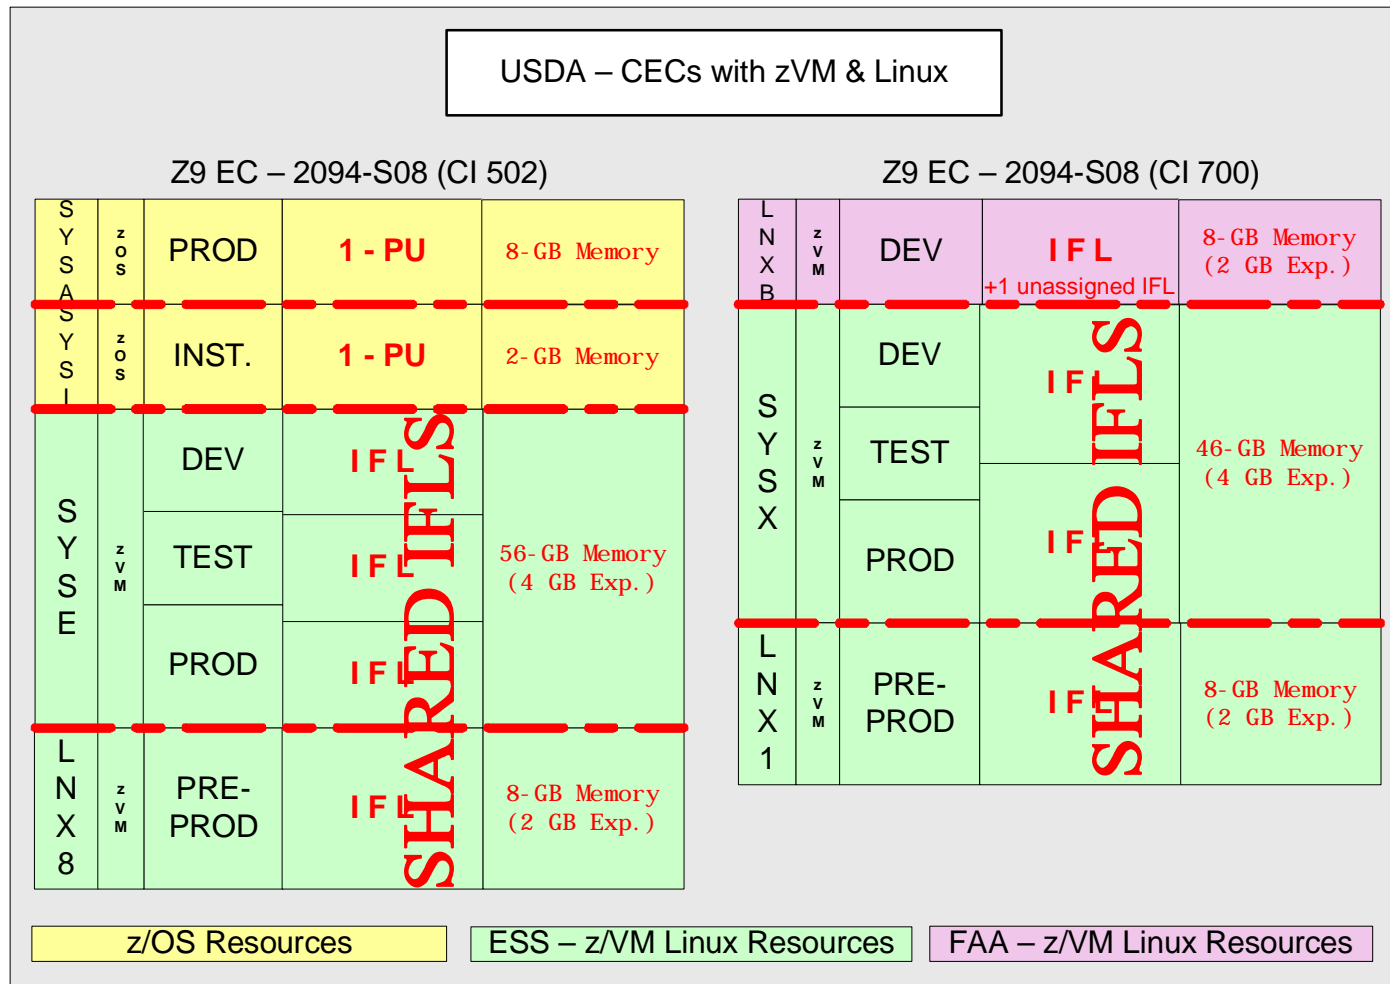 USDA – CECs with zVM & Linux
Z9 EC – 2094-S08 (CI 502)
SYSA
zOS
PROD
1 - PU
8-GB Memory
SYSI
zOS
INST.
1 - PU
2-GB Memory
SYSE
zVM
DEV
IFL
TEST
IFL
PROD
IFL
56-GB Memory
(4 GB Exp.)
LNX8
zVM
PRE-
PROD
IFL
8-GB Memory
(2 GB Exp.)
SHARED IFLS
Z9 EC – 2094-S08 (CI 700)
LNXB
zVM
DEV
IFL
+1 unassigned IFL
8-GB Memory
(2 GB Exp.)
SYSX
zVM
DEV
IFL
TEST
PROD
IFL
46-GB Memory
(4 GB Exp.)
LNX1
zVM
PRE-
PROD
IFL
8-GB Memory
(2 GB Exp.)
SHARED IFLS
z/OS Resources
ESS – z/VM Linux Resources
FAA – z/VM Linux Resources